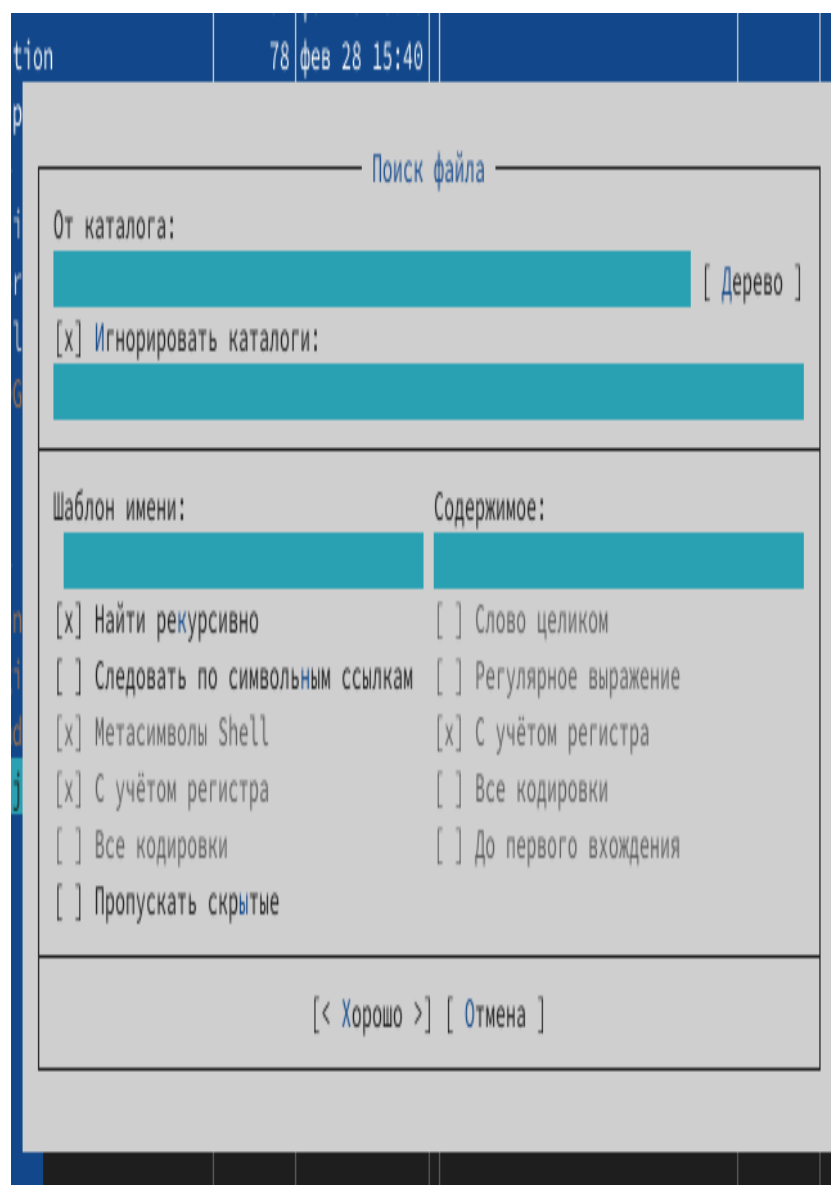 tion 78 фев 28 15:40
p
Поиск файла
i
От каталога:
r
[ Дерево ]
l
[x] Игнорировать каталоги:
G
Шаблон имени: Содержимое:
n
[x] Найти рекурсивно [ ] Слово целиком
i
[ ] Следовать по символьным ссылкам [ ] Регулярное выражение
d
[x] Метасимволы Shell [x] С учётом регистра
j
[x] С учётом регистра [ ] Все кодировки
[ ] Все кодировки [ ] До первого вхождения
[ ] Пропускать скрытые
[< Хорошо >] [ Отмена ]